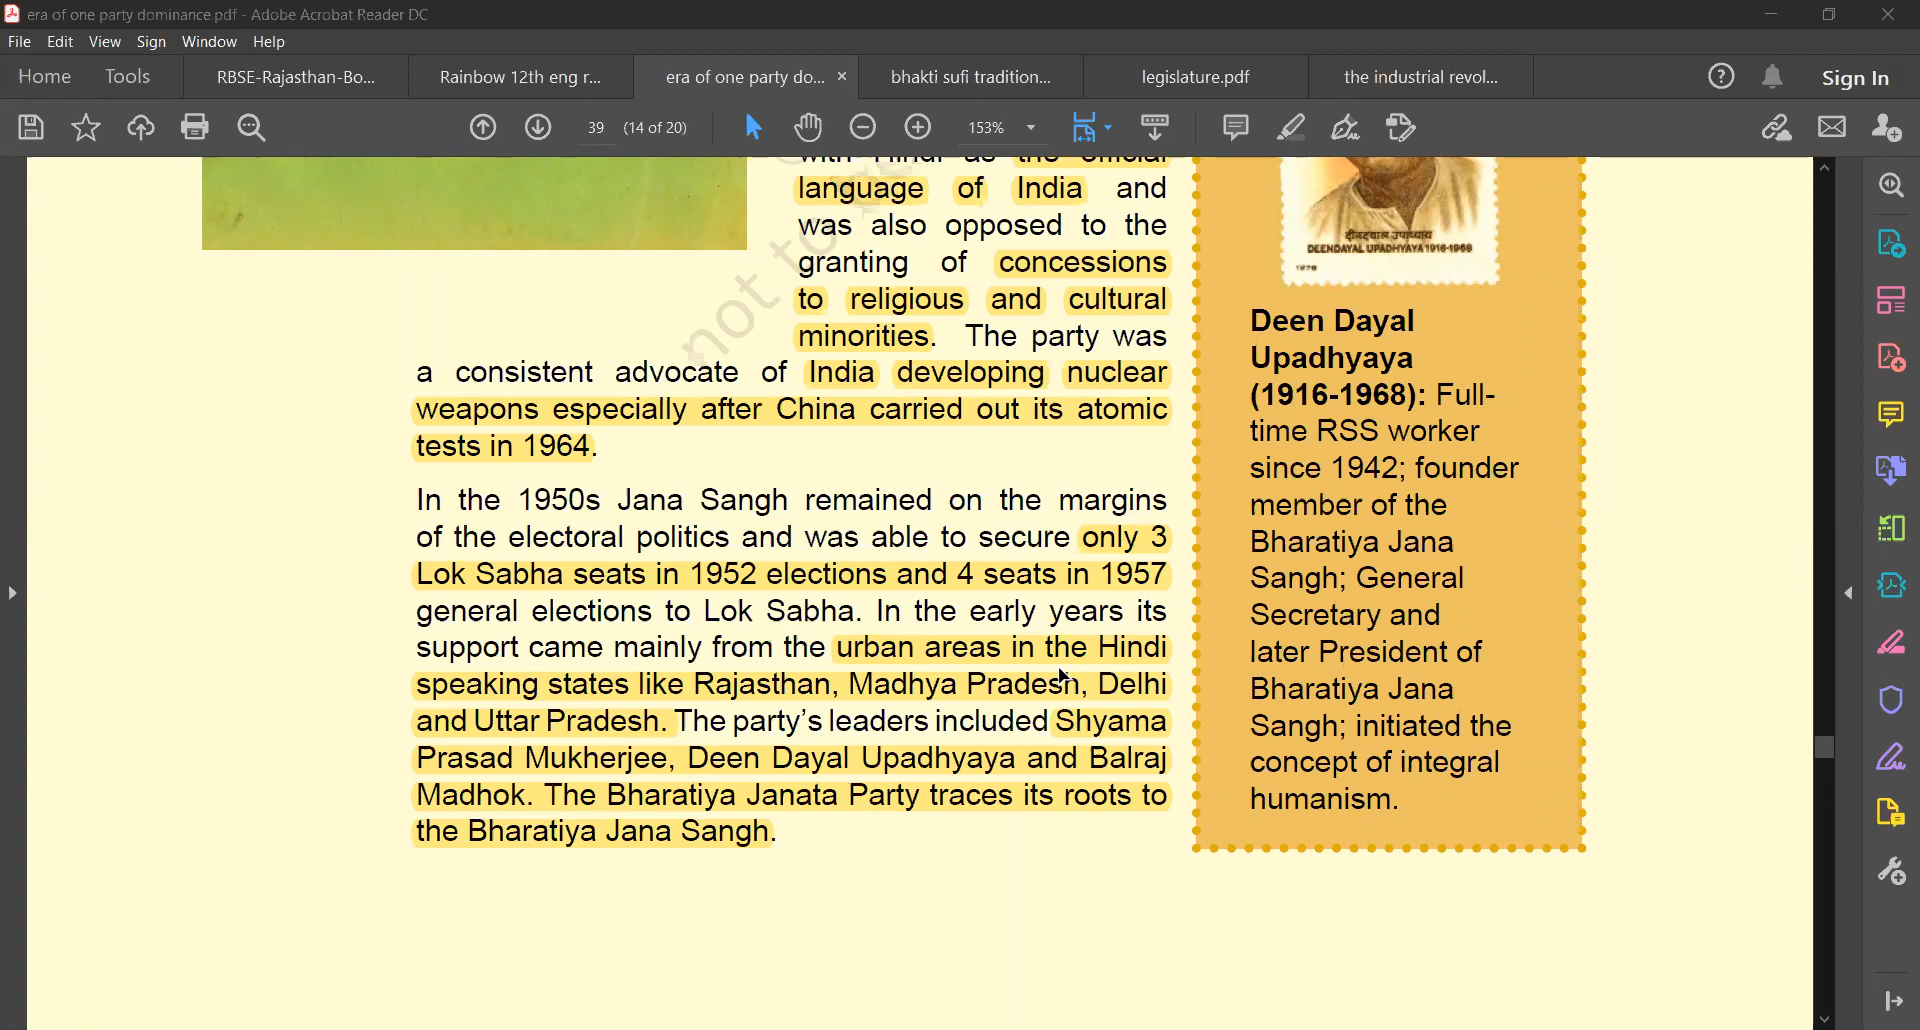 era of one party dominance.pdf - Adobe Acrobat Reader DC
File Edit View Sign Window Help
Home Tools RBSE-Rajasthan-Bo... Rainbow 12th eng r... era of one party do... × bhakti sufi tradition... legislature.pdf the industrial revol... Sign In
39 (14 of 20) 153%
with Hindi as the official
language of India and
was also opposed to the
granting of concessions
to religious and cultural
minorities. The party was
a consistent advocate of India developing nuclear
weapons especially after China carried out its atomic
tests in 1964.
In the 1950s Jana Sangh remained on the margins
of the electoral politics and was able to secure only 3
Lok Sabha seats in 1952 elections and 4 seats in 1957
general elections to Lok Sabha. In the early years its
support came mainly from the urban areas in the Hindi
speaking states like Rajasthan, Madhya Pradesh, Delhi
and Uttar Pradesh. The party’s leaders included Shyama
Prasad Mukherjee, Deen Dayal Upadhyaya and Balraj
Madhok. The Bharatiya Janata Party traces its roots to
the Bharatiya Jana Sangh.
not to
दीनदयाल उपाध्याय
DEENDAYAL UPADHYAYA 1916-1968
1978
Deen Dayal
Upadhyaya
(1916-1968): Full-
time RSS worker
since 1942; founder
member of the
Bharatiya Jana
Sangh; General
Secretary and
later President of
Bharatiya Jana
Sangh; initiated the
concept of integral
humanism.